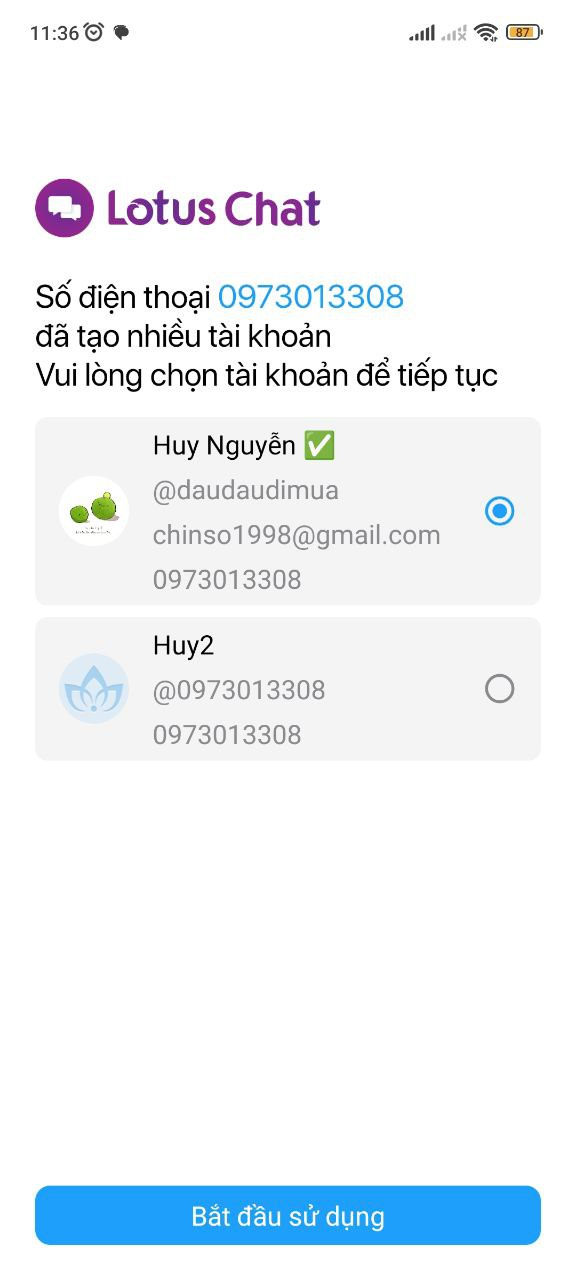 11:36
87
Lotus Chat
Số điện thoại 0973013308
đã tạo nhiều tài khoản
Vui lòng chọn tài khoản để tiếp tục
Huy Nguyễn ✅
@daudaudimua
chinso1998@gmail.com
0973013308
Huy2
@0973013308
0973013308
Bắt đầu sử dụng